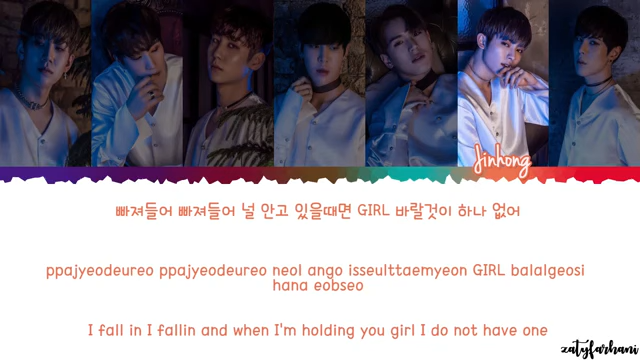 Jinhong
빠져들어 빠져들어 널 안고 있을때면 GIRL 바랄것이 하나 없어
ppajyeodeureo ppajyeodeureo neol ango isseulttaemyeon GIRL balalgeosi
hana eobseo
I fall in I fallin and when I'm holding you girl I do not have one
zatyfarhani